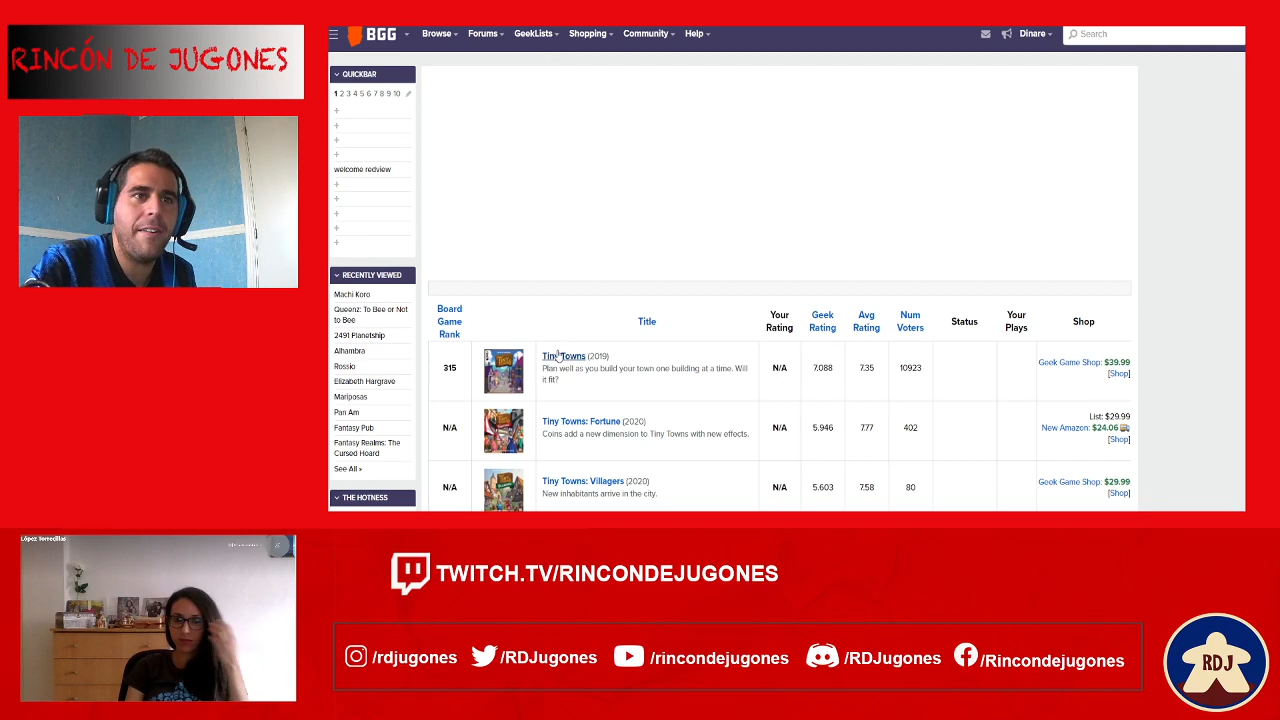 RINCÓN DE JUGONES
BGG
Browse Forums GeekLists Shopping Community Help
Dinare
Search
QUICKBAR
1 2 3 4 5 6 7 8 9 10
+
+
+
+
welcome redview
+
+
+
+
+
RECENTLY VIEWED
Machi Koro
Queenz: To Bee or Not
to Bee
2491 Planetship
Alhambra
Rossio
Elizabeth Hargrave
Mariposas
Pan Am
Fantasy Pub
Fantasy Realms: The
Cursed Hoard
See All »
THE HOTNESS
Board
Game
Rank
Title
Your
Rating
Geek
Rating
Avg
Rating
Num
Voters
Status
Your
Plays
Shop
315
Tiny Towns (2019)
Plan well as you build your town one building at a time. Will
it fit?
N/A
7.088
7.35
10923
Geek Game Shop: $39.99
[Shop]
N/A
Tiny Towns: Fortune (2020)
Coins add a new dimension to Tiny Towns with new effects.
N/A
5.946
7.77
402
List: $29.99
New Amazon: $24.06
[Shop]
N/A
Tiny Towns: Villagers (2020)
New inhabitants arrive in the city.
N/A
5.603
7.58
80
Geek Game Shop: $29.99
[Shop]
López Torrecillas
TWITCH.TV/RINCONDEJUGONES
/rdjugones
/RDJugones
/rincondejugones
/RDJugones
/Rincondejugones
RDJ